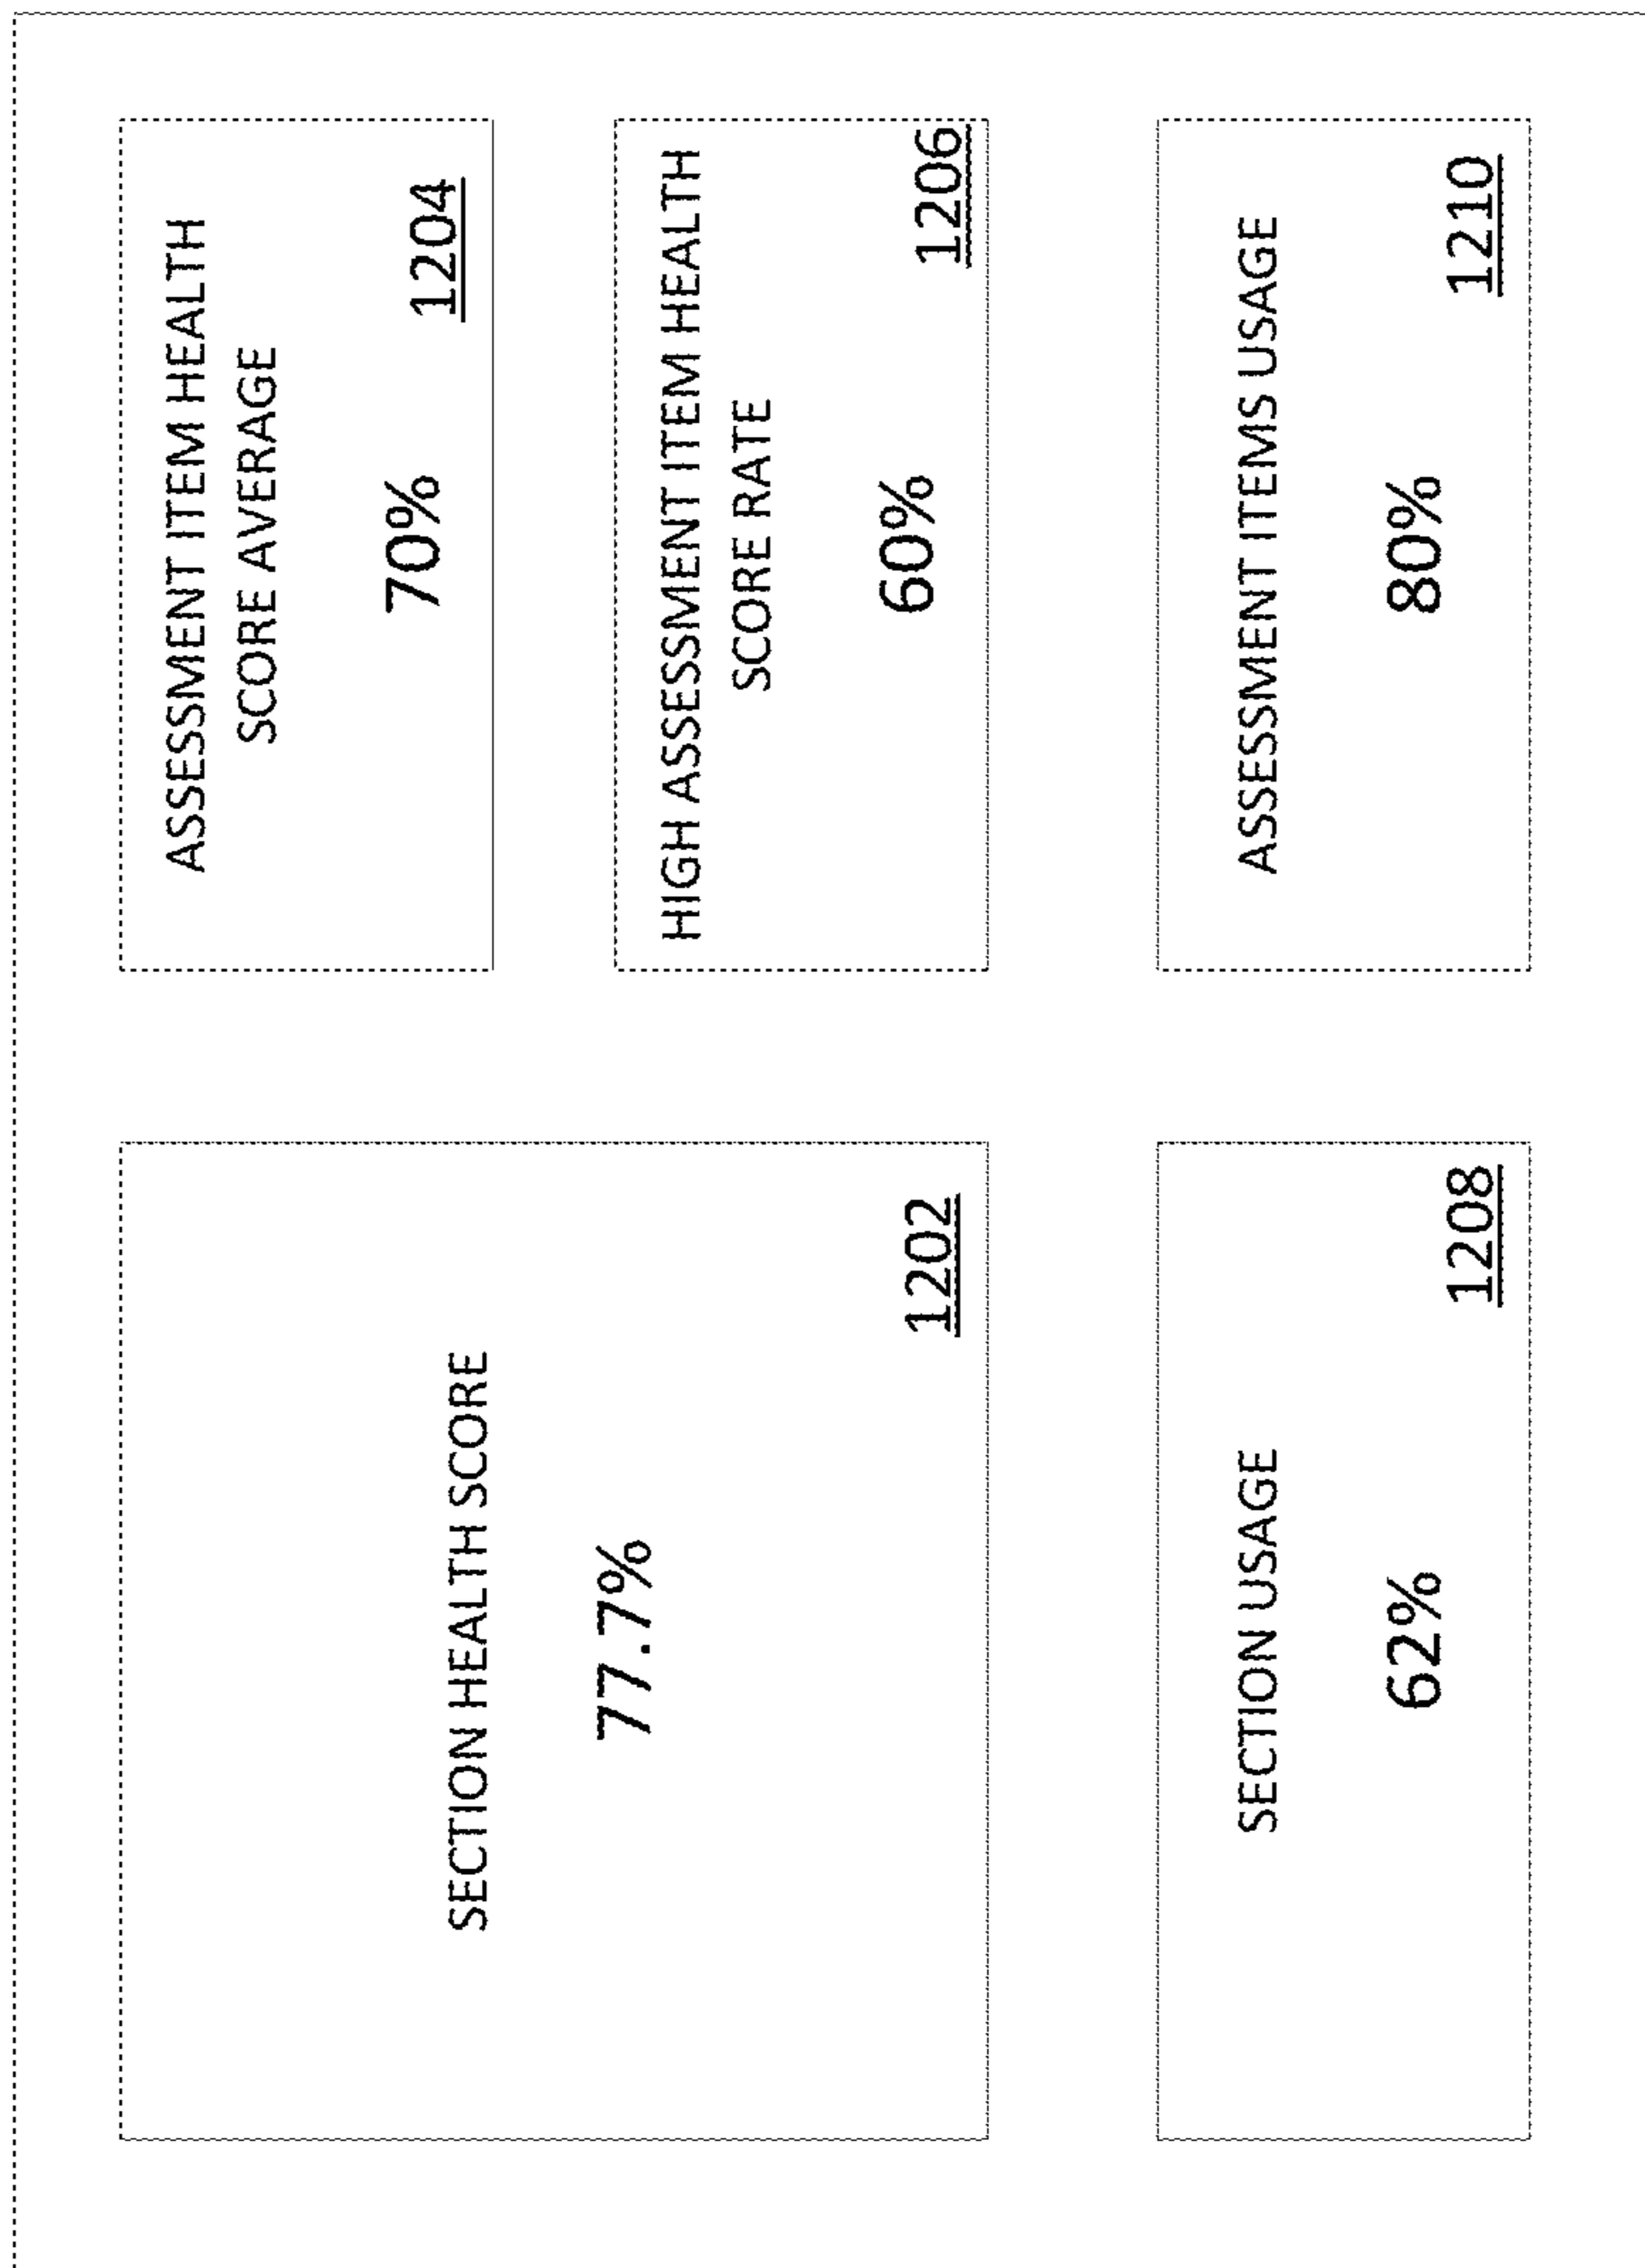 SECTION HEALTH SCORE
77.7%
1202
ASSESSMENT ITEM HEALTH
SCORE AVERAGE
70%
1204
HIGH ASSESSMENT ITEM HEALTH
SCORE RATE
60%
1206
SECTION USAGE
62%
1208
ASSESSMENT ITEMS USAGE
80%
1210